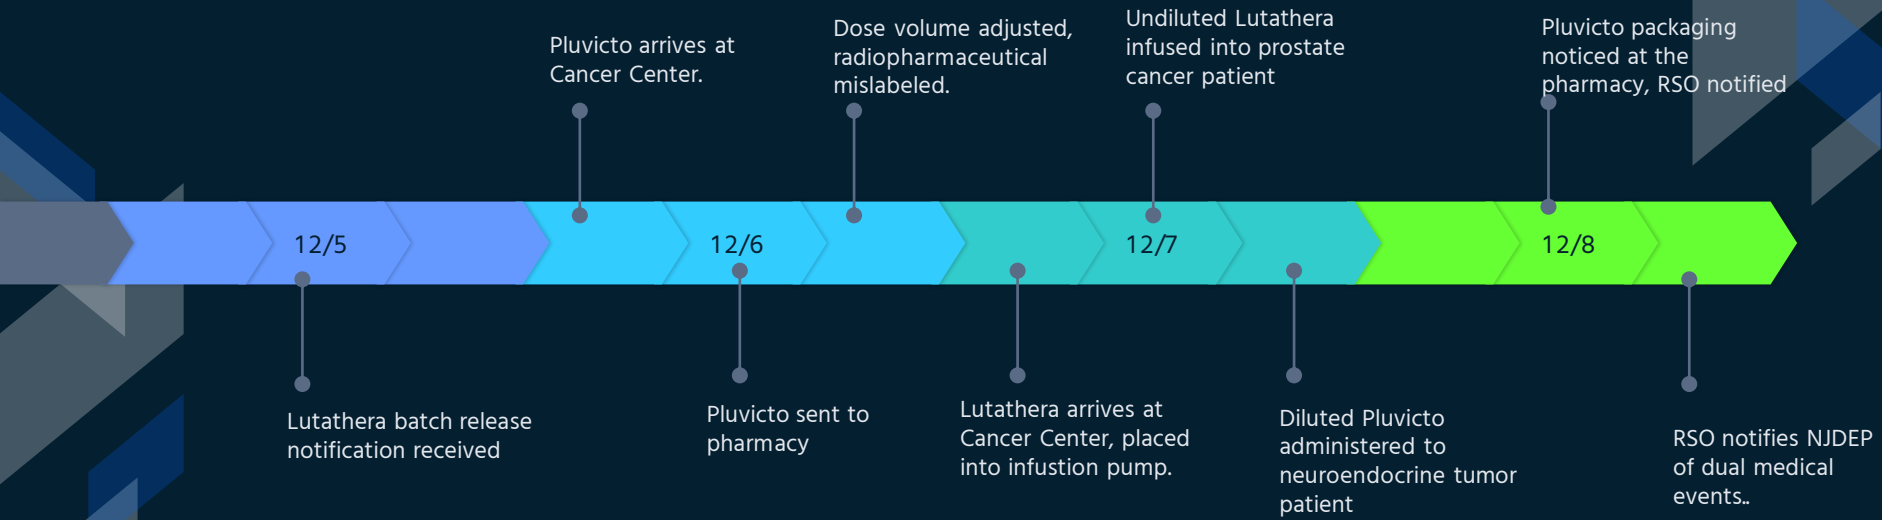 Pluvicto arrives at
Cancer Center.
Dose volume adjusted,
radiopharmaceutical
mislabeled.
Undiluted Lutathera
infused into prostate
cancer patient
Pluvicto packaging
noticed at the
pharmacy, RSO notified
12/5
12/6
12/7
12/8
Lutathera batch release
notification received
Pluvicto sent to
pharmacy
Lutathera arrives at
Cancer Center, placed
into infustion pump.
Diluted Pluvicto
administered to
neuroendocrine tumor
patient
RSO notifies NJDEP
of dual medical
events..